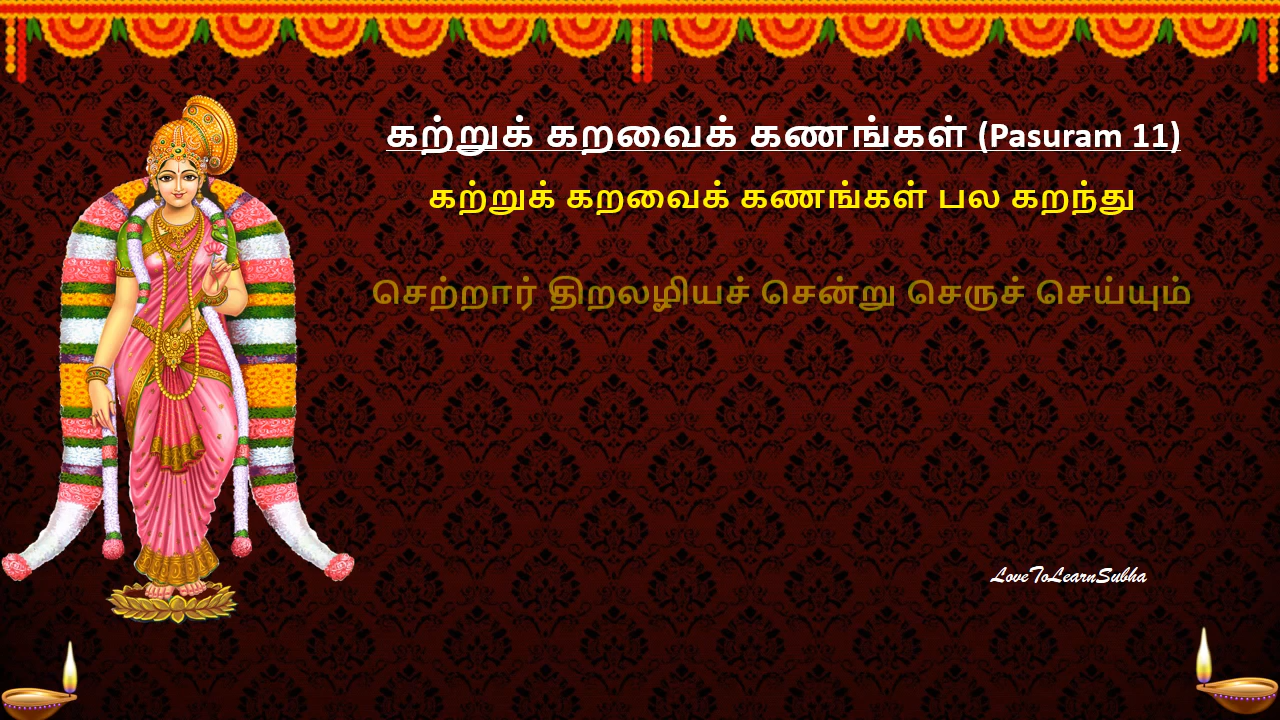 கற்றுக் கறவைக் கணங்கள் (Pasuram 11)
கற்றுக் கறவைக் கணங்கள் பல கறந்து
செற்றார் திறலழியச் சென்று செருச் செய்யும்
LoveToLearnSubha